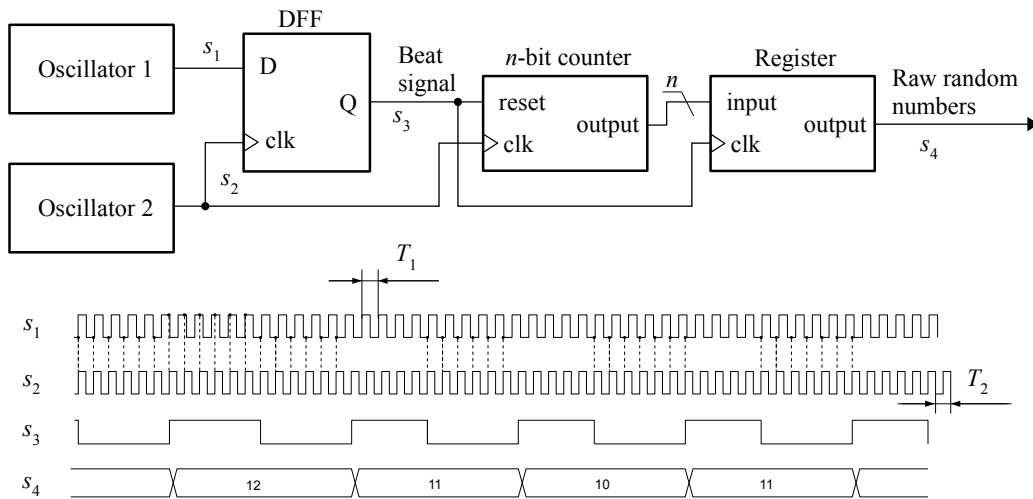 DFF
Oscillator 1
s1
D
Q
clk
Beat
signal
s3
n-bit counter
reset
output
clk
n
Register
input
output
clk
Raw random
numbers
s4
Oscillator 2
s2
T1
s1
s2
T2
s3
s4
12
11
10
11